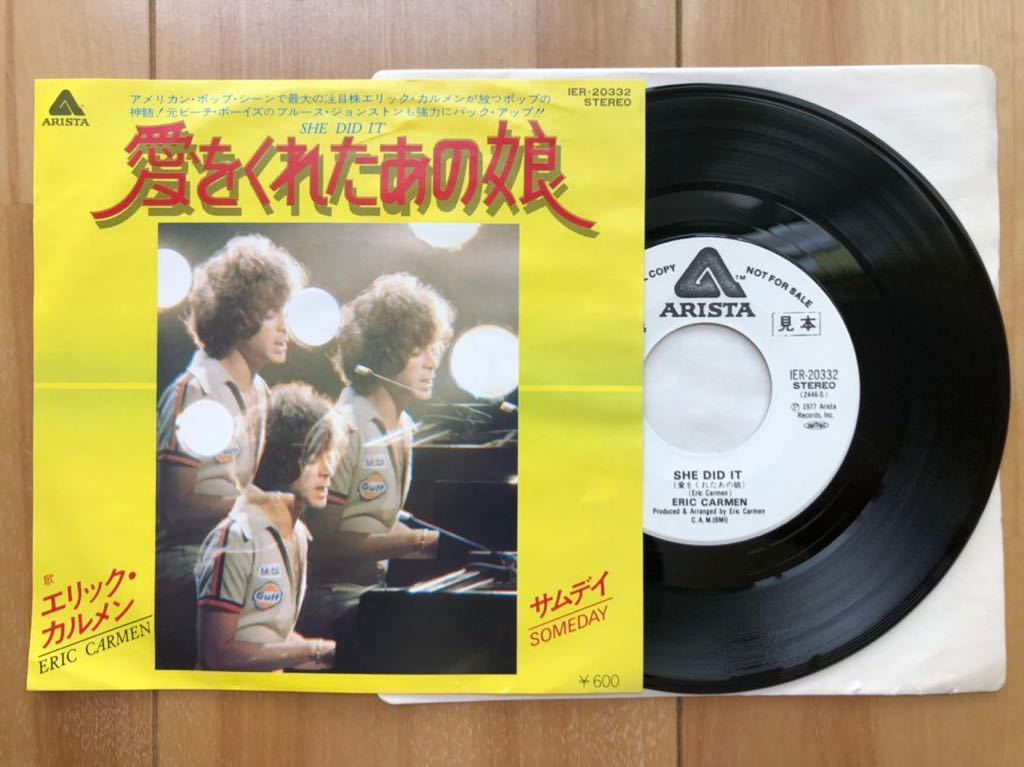 ARISTA
アメリカン・ポップ・シーンで最大の注目株エリック・カルメンが放つポップの
神髄!元ビーチ・ボーイズのブルース・ジョンストンも強力にバック・アップ!!
IER-20332
STEREO
SHE DID IT
愛をくれたあの娘
Mobil
Gulf
Mobil
Gulf
歌
エリック・
カルメン
ERIC CARMEN
サムデイ
SOMEDAY
¥600
L COPY
NOT FOR SALE
ARISTA
TM
見本
IER-20332
STEREO
(2446-S)
Ⓟ 1977 Arista
Records, Inc.
SHE DID IT
(愛をくれたあの娘)
(Eric Carmen)
ERIC CARMEN
Produced & Arranged by Eric Carmen
C.A.M.(BMI)